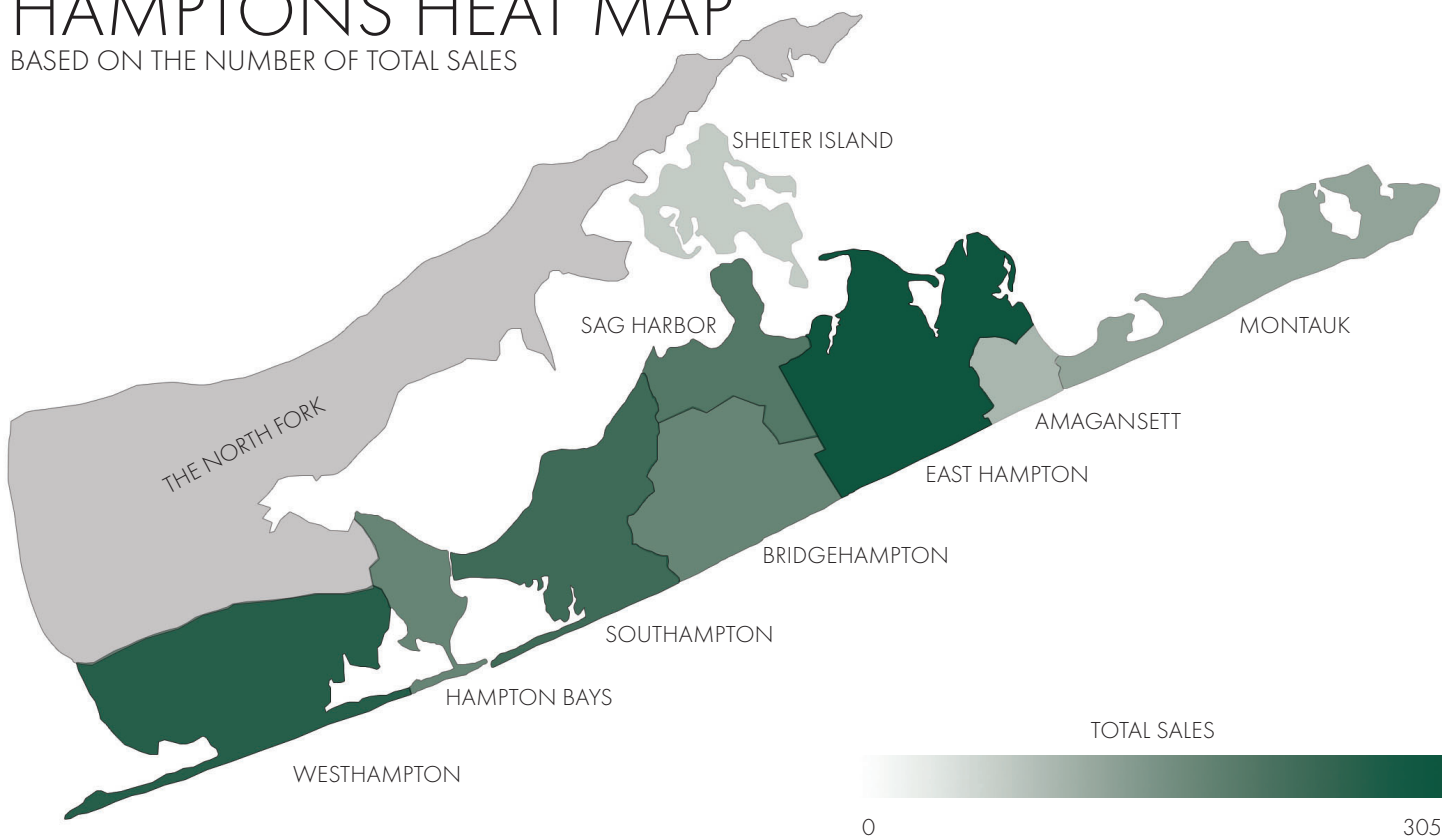 HAMPTONS HEAT MAP
BASED ON THE NUMBER OF TOTAL SALES
SHELTER ISLAND
SAG HARBOR
MONTAUK
THE NORTH FORK
AMAGANSETT
EAST HAMPTON
BRIDGEHAMPTON
SOUTHAMPTON
HAMPTON BAYS
WESTHAMPTON
TOTAL SALES
0
305